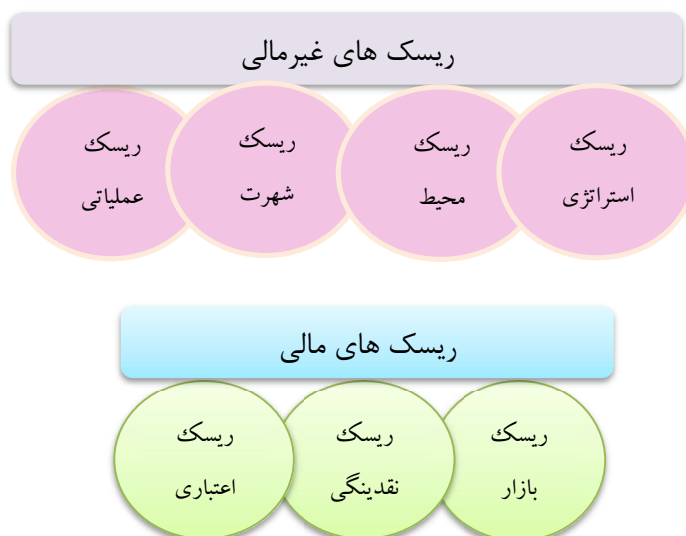 ریسک های غیرمالی
ریسک
استراتژی
ریسک
محیط
ریسک
شهرت
ریسک
عملیاتی
ریسک های مالی
ریسک
بازار
ریسک
نقدینگی
ریسک
اعتباری